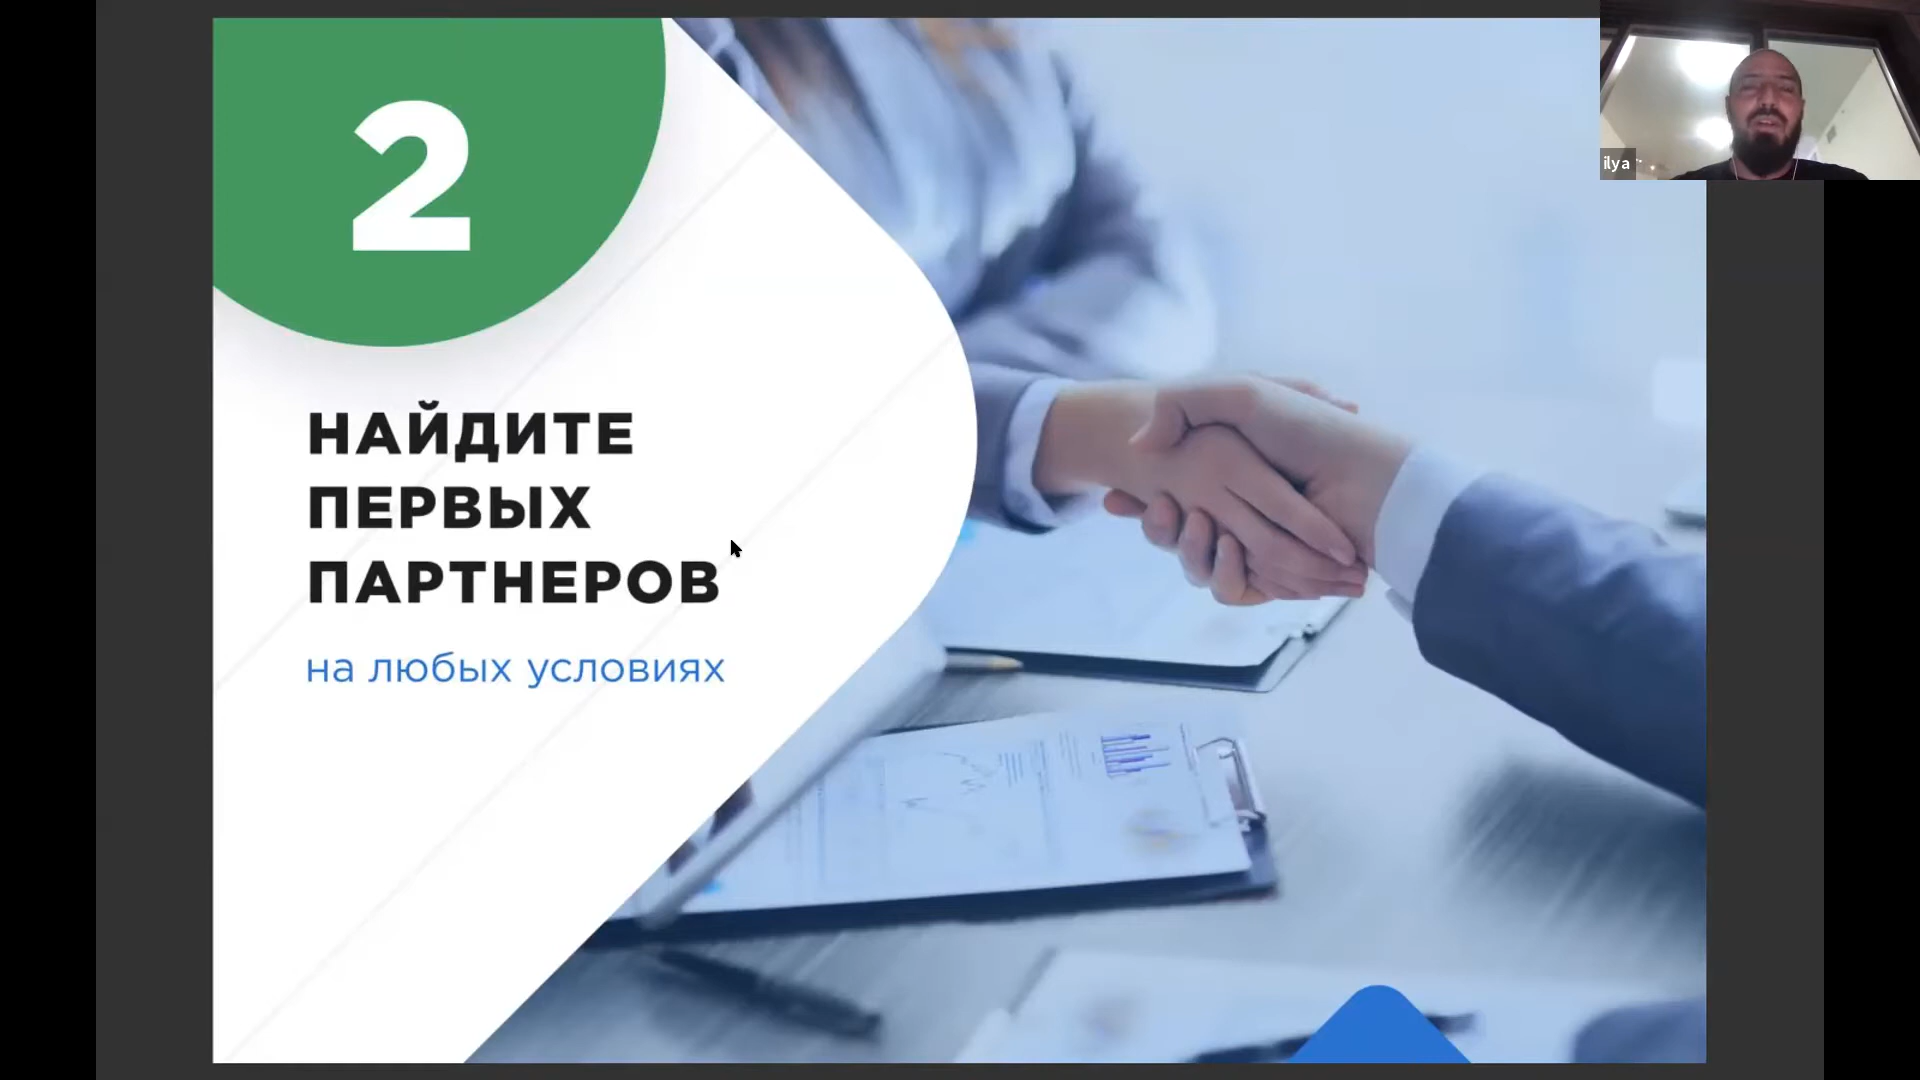 2
НАЙДИТЕ
ПЕРВЫХ
ПАРТНЕРОВ
на любых условиях
ilya